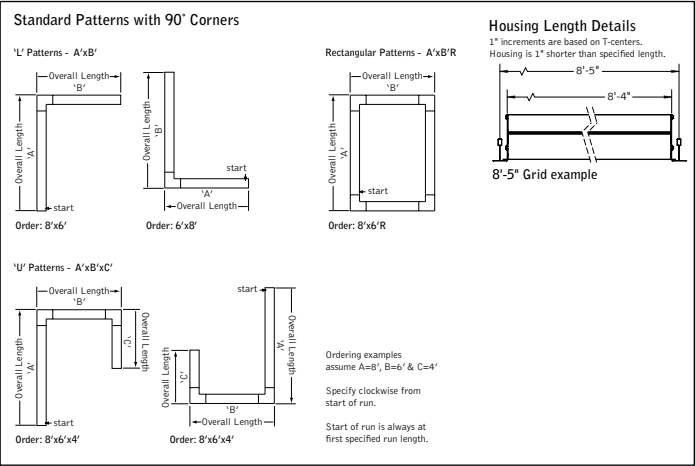 Standard Patterns with 90° Corners
‘L’ Patterns - A’xB’
Overall Length
‘B’
Overall Length
‘A’
start
Order: 8’x6’
Overall Length
‘B’
start
‘A’
Overall Length
Order: 6’x8’
Rectangular Patterns - A’xB’R
Overall Length
‘B’
Overall Length
‘A’
start
Order: 8’x6’R
Housing Length Details
1" increments are based on T-centers.
Housing is 1" shorter than specified length.
8'-5"
8'-4"
8'-5" Grid example
‘U’ Patterns - A’xB’xC’
Overall Length
‘B’
Overall Length
‘A’
Overall Length
‘C’
start
Order: 8’x6’x4’
start
Overall Length
‘C’
Overall Length
‘A’
‘B’
Overall Length
Order: 8’x6’x4’
Ordering examples
assume A=8’, B=6’ & C=4’
Specify clockwise from
start of run.
Start of run is always at
first specified run length.